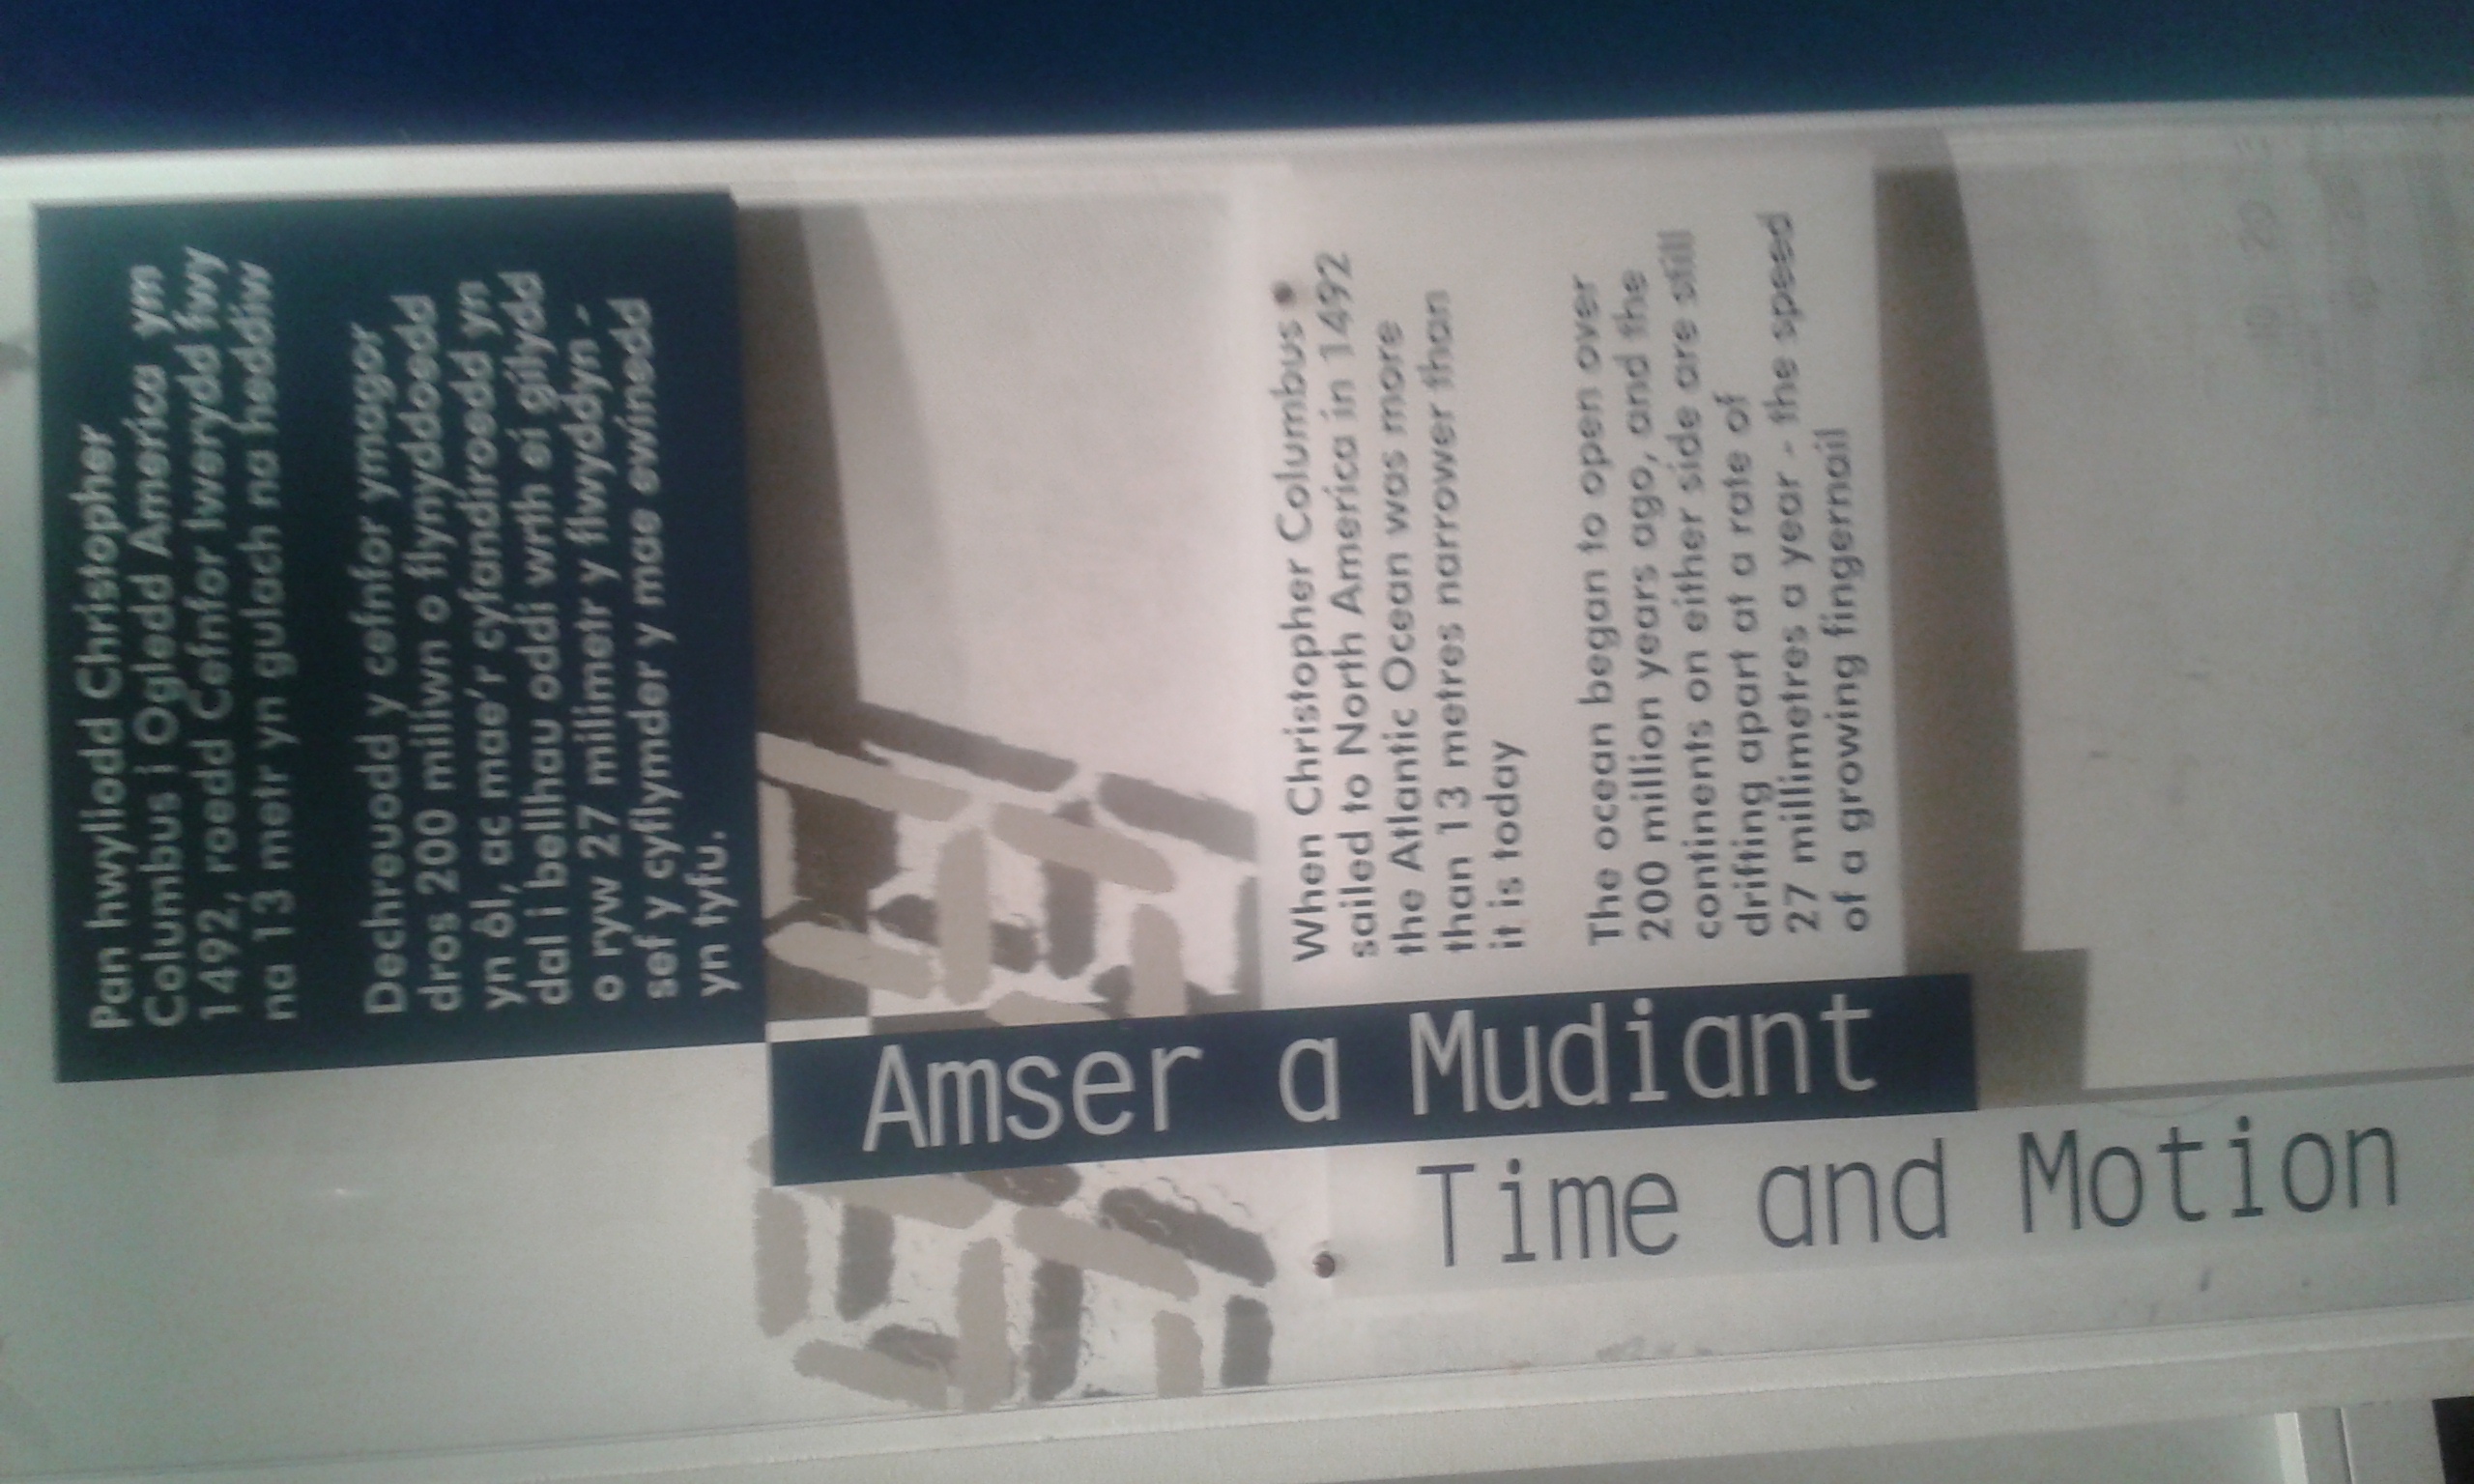 Pan hwyliodd Christopher
Columbus i Ogledd America ym
1492, roedd Cefnfor Iwerydd fwy
na 13 metr yn gulach na heddiw
Dechreuodd y cefnfor ymagor
dros 200 miliwn o flynyddoedd
yn ôl, ac mae'r cyfandiroedd yn
dal i bellhau oddi wrth ei gilydd
o ryw 27 milimetr y flwyddyn -
sef y cyflymder y mae ewinedd
yn tyfu.
Amser a Mudiant
Time and Motion
When Christopher Columbus
sailed to North America in 1492
the Atlantic Ocean was more
than 13 metres narrower than
it is today
The ocean began to open over
200 million years ago, and the
continents on either side are still
drifting apart at a rate of
27 millimetres a year - the speed
of a growing fingernail
10 20